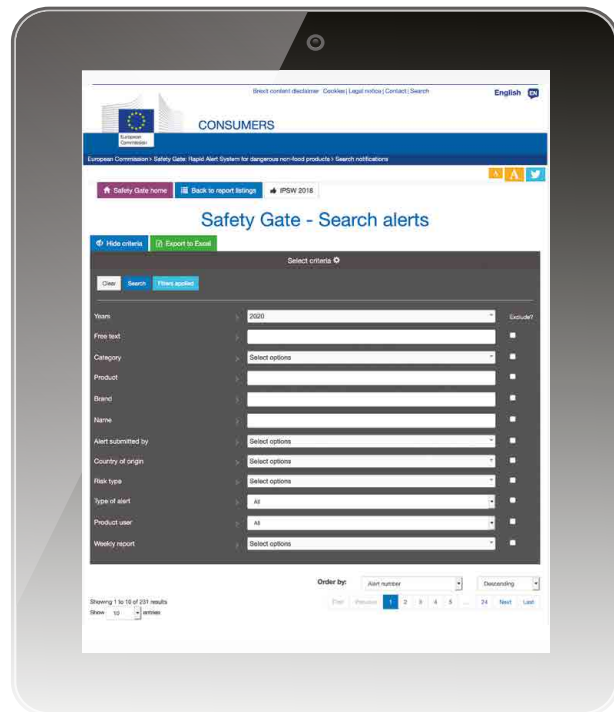 Direct content disclaimer Cookies | Legal notice | Contact | Search English EN
European
Commission
CONSUMERS
European Commission > Safety Gate: Rapid Alert System for dangerous non-food products > Search notifications
A A
Safety Gate home Back to report listings IPSW 2018
Safety Gate - Search alerts
Hide criteria Export to Excel
Select criteria
Clear Search Filters applied
Years > 2020 Exclude?
Free text >
Category > Select options
Product >
Brand >
Name >
Alert submitted by > Select options
Country of origin > Select options
Risk type > Select options
Type of alert > All
Product user > All
Weekly report > Select options
Order by: Alert number Descending
Showing 1 to 10 of 231 results First Previous 1 2 3 4 5 ... 24 Next Last
Show 10 entries